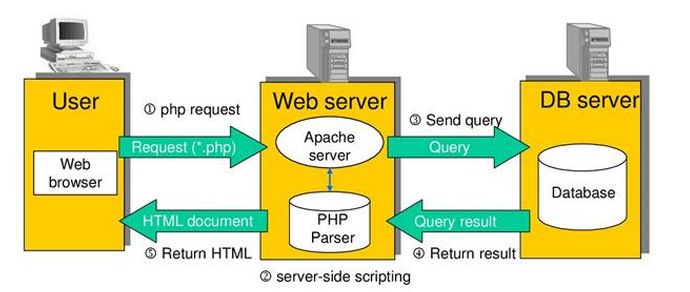 User
Web server
DB server
① php request
③ Send query
Apache
server
Request (*.php)
Query
Web
browser
Database
PHP
Parser
HTML document
Query result
⑤ Return HTML
④ Return result
② server-side scripting